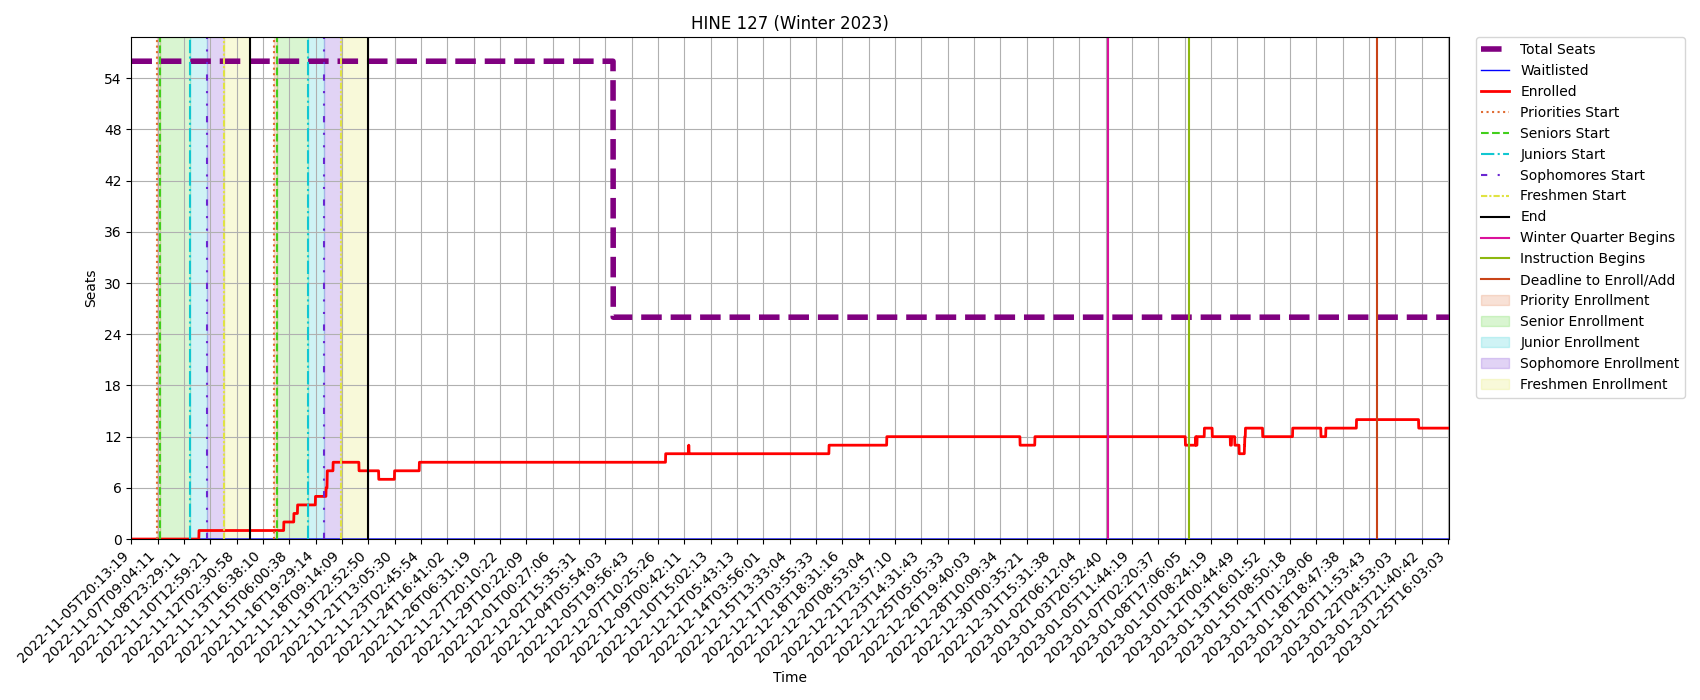 HINE 127 (Winter 2023)
Seats
54
48
42
36
30
24
18
12
6
0
2022-11-05T20:13:19
2022-11-07T09:04:11
2022-11-08T23:29:11
2022-11-10T12:59:21
2022-11-12T02:30:58
2022-11-13T16:38:10
2022-11-15T06:00:39
2022-11-16T19:29:14
2022-11-18T09:14:09
2022-11-19T22:52:50
2022-11-21T13:05:30
2022-11-23T02:45:54
2022-11-24T16:41:02
2022-11-26T06:31:19
2022-11-27T20:10:22
2022-11-29T10:22:09
2022-12-01T00:27:06
2022-12-02T15:35:31
2022-12-04T05:54:03
2022-12-05T19:56:43
2022-12-07T10:25:26
2022-12-09T00:42:11
2022-12-10T15:02:13
2022-12-12T05:43:13
2022-12-14T03:56:01
2022-12-15T13:33:04
2022-12-17T03:55:33
2022-12-18T18:31:16
2022-12-20T08:53:04
2022-12-21T23:57:10
2022-12-23T14:31:43
2022-12-25T05:05:33
2022-12-26T19:40:03
2022-12-28T10:09:34
2022-12-30T00:35:21
2022-12-31T15:31:38
2023-01-02T06:12:04
2023-01-03T20:52:40
2023-01-05T11:44:19
2023-01-07T02:20:37
2023-01-08T17:06:05
2023-01-10T08:24:19
2023-01-12T00:44:49
2023-01-13T16:01:52
2023-01-15T08:50:18
2023-01-17T01:29:06
2023-01-18T18:47:38
2023-01-20T11:53:43
2023-01-22T04:53:03
2023-01-23T21:40:42
2023-01-25T16:03:03
Time
Total Seats
Waitlisted
Enrolled
Priorities Start
Seniors Start
Juniors Start
Sophomores Start
Freshmen Start
End
Winter Quarter Begins
Instruction Begins
Deadline to Enroll/Add
Priority Enrollment
Senior Enrollment
Junior Enrollment
Sophomore Enrollment
Freshmen Enrollment